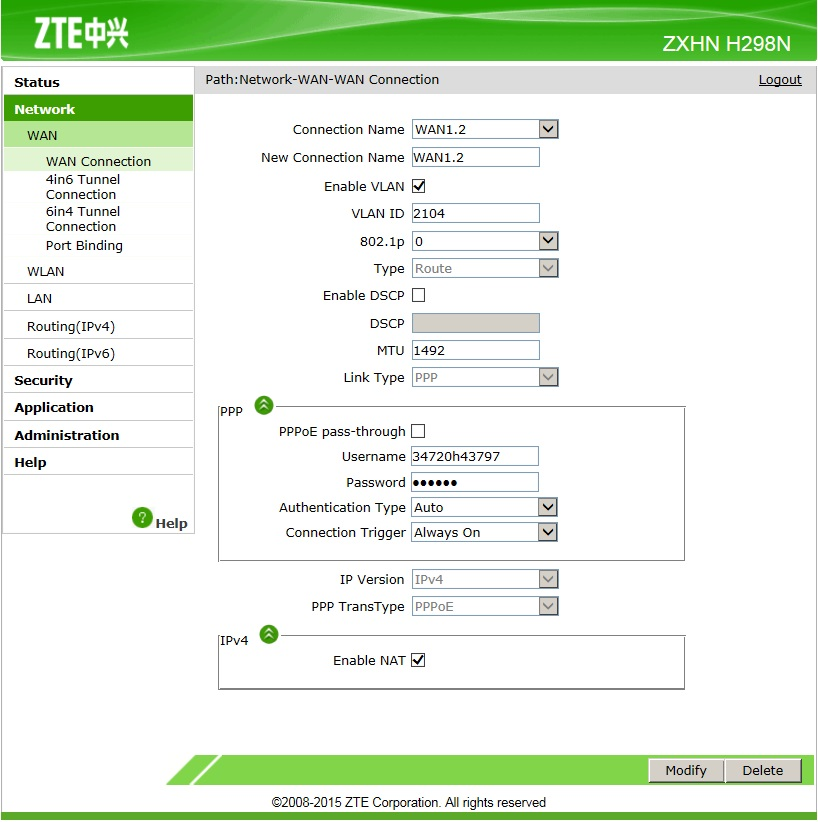 ZTE中兴
ZXHN H298N
Path:Network-WAN-WAN Connection
Logout
Status
Network
WAN
WAN Connection
4in6 Tunnel
Connection
6in4 Tunnel
Connection
Port Binding
WLAN
LAN
Routing(IPv4)
Routing(IPv6)
Security
Application
Administration
Help
? Help
Connection Name WAN1.2
New Connection Name WAN1.2
Enable VLAN
VLAN ID 2104
802.1p 0
Type Route
Enable DSCP
DSCP
MTU 1492
Link Type PPP
PPP
PPPoE pass-through
Username 34720h43797
Password ●●●●●●
Authentication Type Auto
Connection Trigger Always On
IP Version IPv4
PPP TransType PPPoE
IPv4
Enable NAT
Modify Delete
©2008-2015 ZTE Corporation. All rights reserved